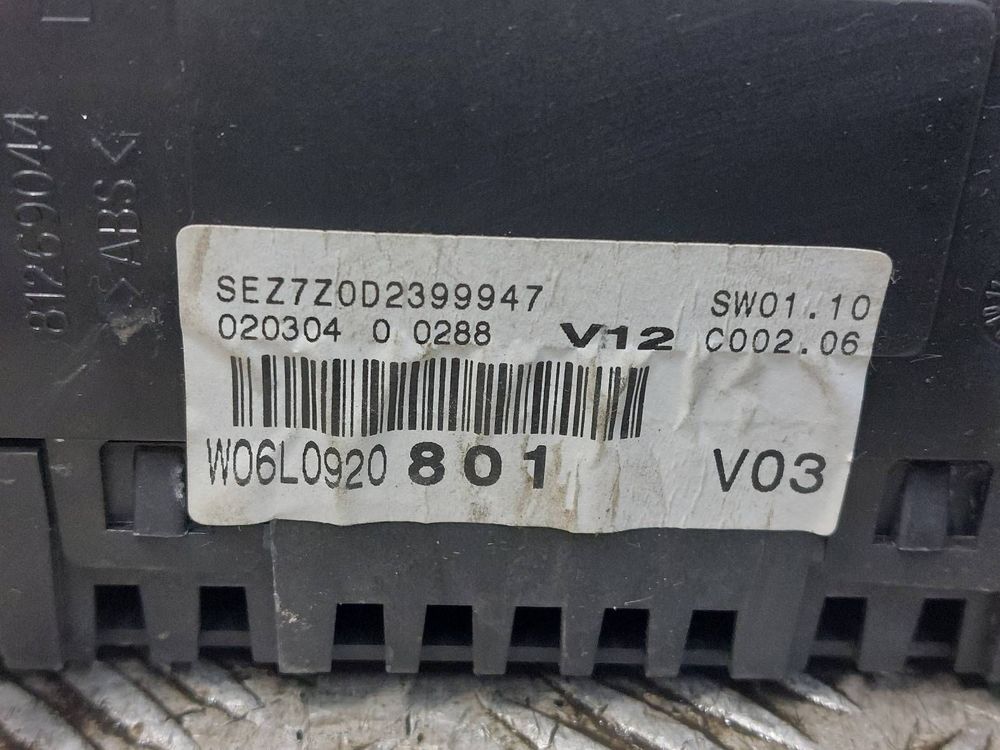 81269044
>ABS<
SEZ7Z0D2399947 SW01.10
020304 0 0288 V12 C002.06
W06L0920 801 V03